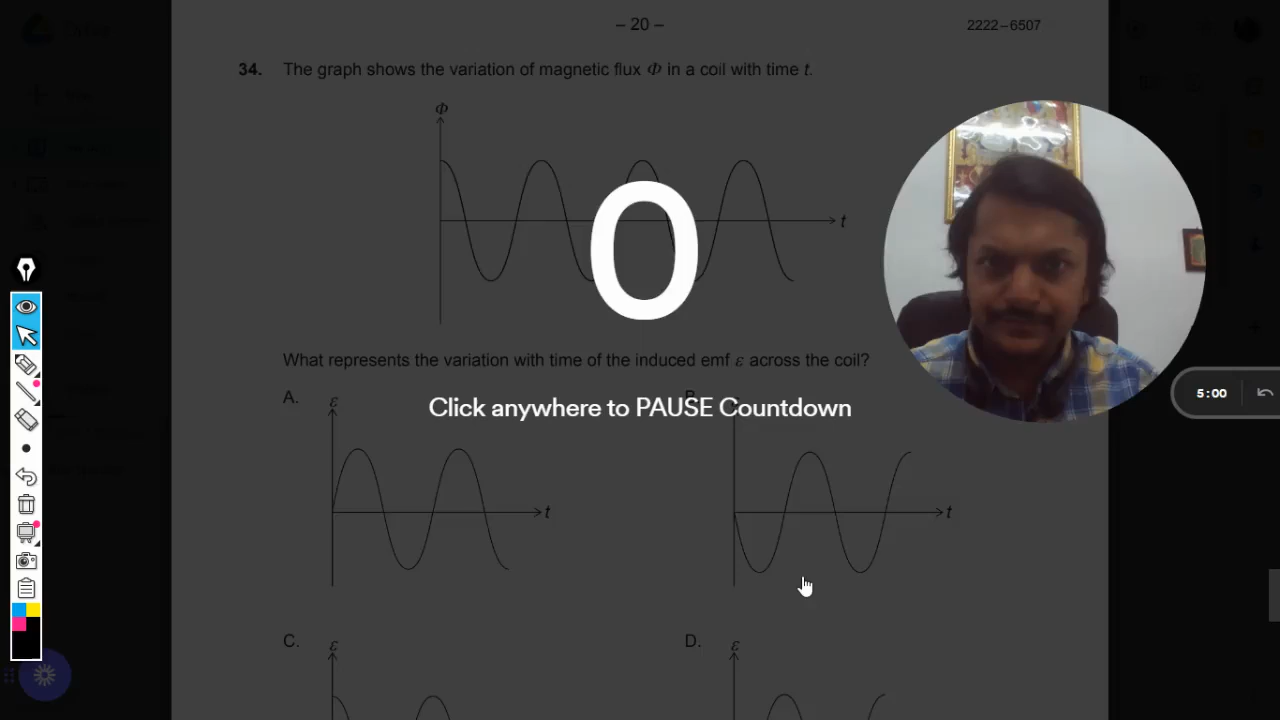 – 20 –
2222–6507
34. The graph shows the variation of magnetic flux Φ in a coil with time t.
Φ
t
0
What represents the variation with time of the induced emf ε across the coil?
5:00
A.
ε
Click anywhere to PAUSE Countdown
t
t
C.
ε
D.
ε